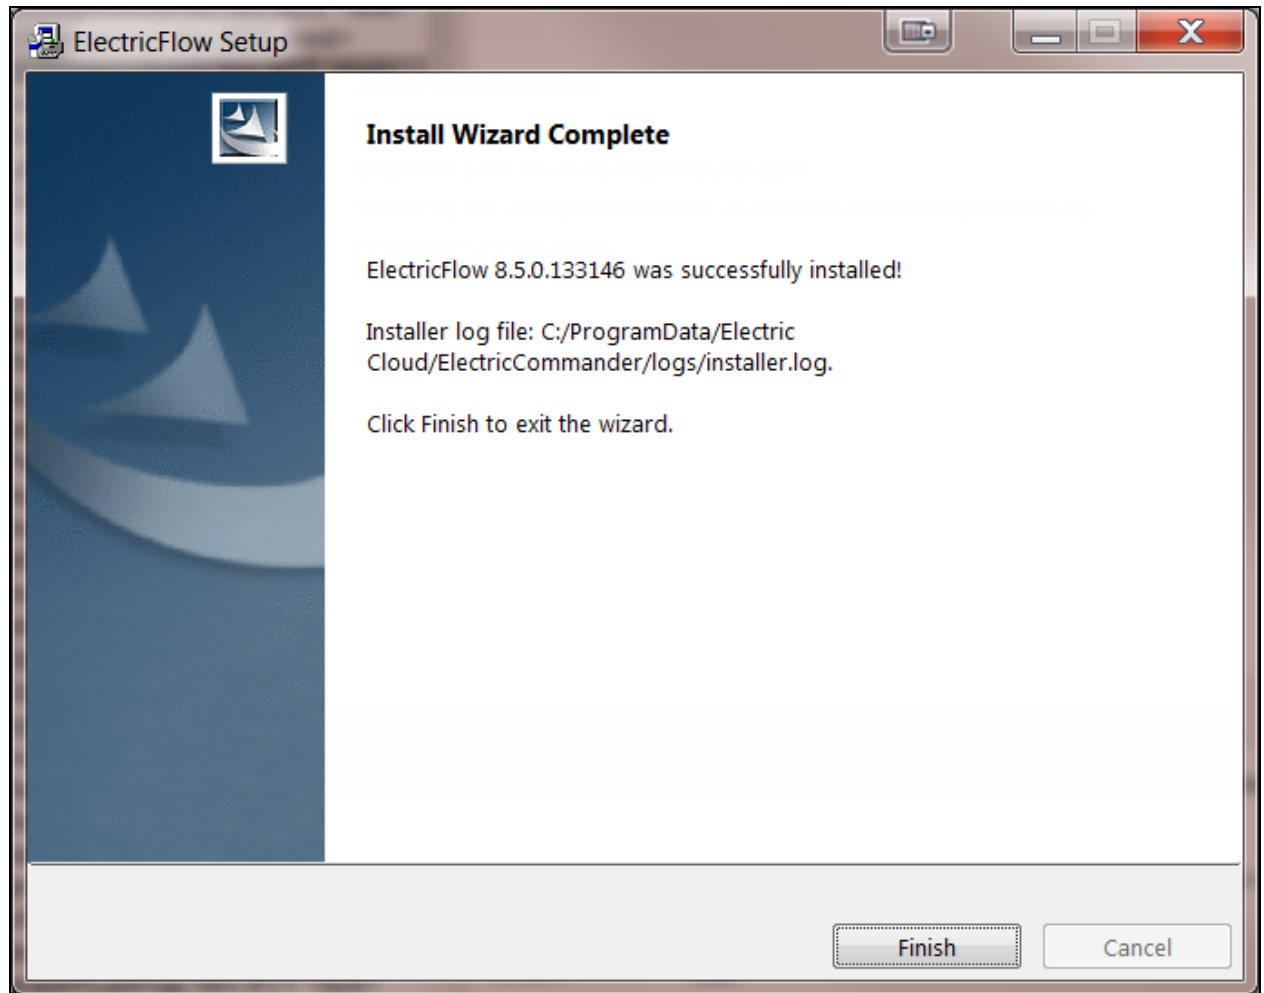 ElectricFlow Setup
Install Wizard Complete
ElectricFlow 8.5.0.133146 was successfully installed!
Installer log file: C:/ProgramData/Electric
Cloud/ElectricCommander/logs/installer.log.
Click Finish to exit the wizard.
Finish
Cancel